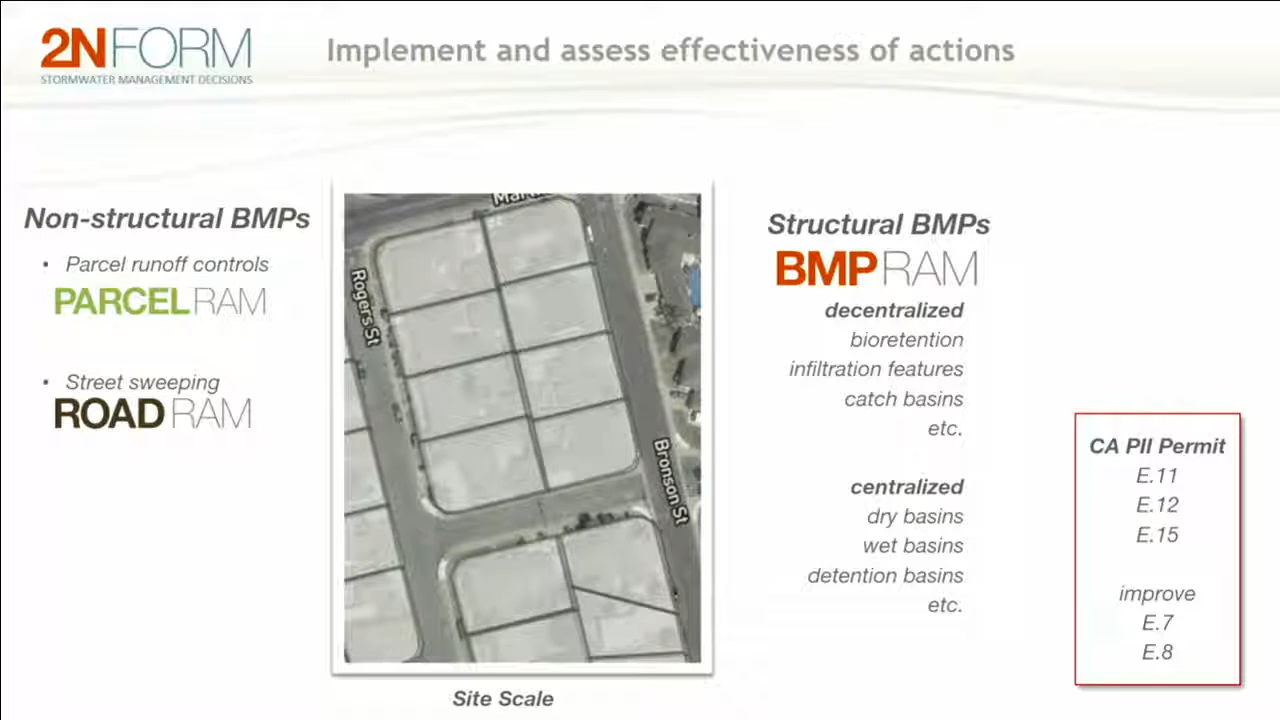 2NFORM
STORMWATER MANAGEMENT DECISIONS
Implement and assess effectiveness of actions
Non-structural BMPs
• Parcel runoff controls
PARCELRAM
• Street sweeping
ROADRAM
Rogers St
Bronson St
Site Scale
Structural BMPs
BMPRAM
decentralized
bioretention
infiltration features
catch basins
etc.
centralized
dry basins
wet basins
detention basins
etc.
CA PII Permit
E.11
E.12
E.15
improve
E.7
E.8